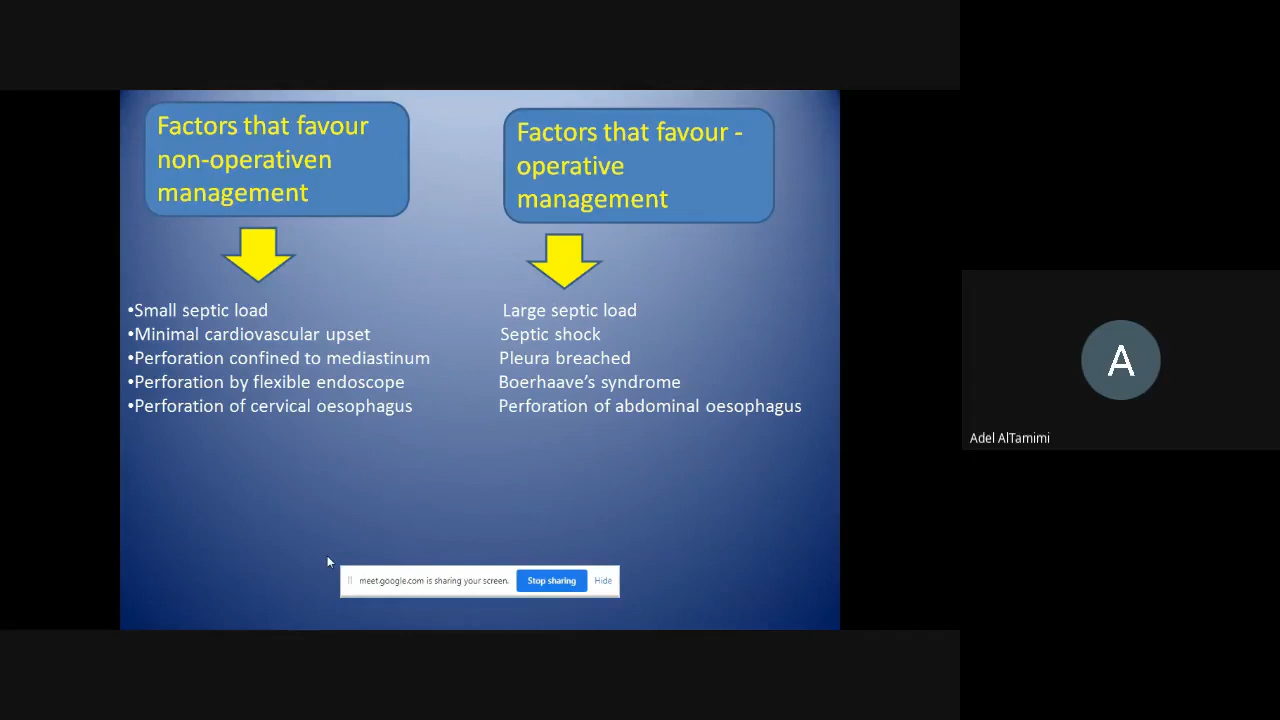 Factors that favour
non-operativen
management
Factors that favour -
operative
management
•Small septic load
•Minimal cardiovascular upset
•Perforation confined to mediastinum
•Perforation by flexible endoscope
•Perforation of cervical oesophagus
Large septic load
Septic shock
Pleura breached
Boerhaave's syndrome
Perforation of abdominal oesophagus
meet.google.com is sharing your screen.
Stop sharing
Hide
A
Adel AlTamimi